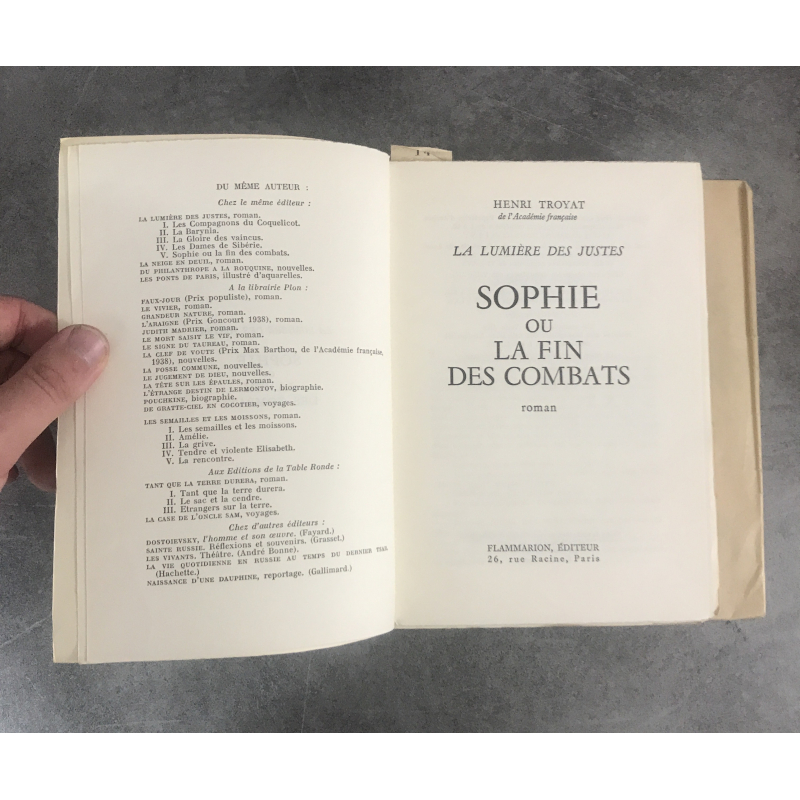 DU MÊME AUTEUR :
Chez le même éditeur :
LA LUMIÈRE DES JUSTES, roman.
I. Les Compagnons du Coquelicot.
II. La Barynia.
III. La Gloire des vaincus.
IV. Les Dames de Sibérie.
V. Sophie ou la fin des combats.
LA NEIGE EN DEUIL, roman.
DU PHILANTHROPE A LA ROUQUINE, nouvelles.
LES PONTS DE PARIS, illustré d'aquarelles.
A la librairie Plon :
FAUX-JOUR (Prix populiste), roman.
LE VIVIER, roman.
GRANDEUR NATURE, roman.
L'ARAIGNE (Prix Goncourt 1938), roman.
JUDITH MADRIER, roman.
LE MORT SAISIT LE VIF, roman.
LE SIGNE DU TAUREAU, roman.
LA CLEF DE VOUTE (Prix Max Barthou, de l'Académie française,
1938), nouvelles.
LA FOSSE COMMUNE, nouvelles.
LE JUGEMENT DE DIEU, nouvelles.
LA TÊTE SUR LES ÉPAULES, roman.
L'ÉTRANGE DESTIN DE LERMONTOV, biographie.
POUCHKINE, biographie.
DE GRATTE-CIEL EN COCOTIER, voyages.
LES SEMAILLES ET LES MOISSONS, roman.
I. Les semailles et les moissons.
II. Amélie.
III. La grive.
IV. Tendre et violente Elisabeth.
V. La rencontre.
Aux Editions de la Table Ronde :
TANT QUE LA TERRE DURERA, roman.
I. Tant que la terre durera.
II. Le sac et la cendre.
III. Etrangers sur la terre.
LA CASE DE L'ONCLE SAM, voyages.
Chez d'autres éditeurs :
DOSTOIEVSKY, l'homme et son œuvre. (Fayard.)
SAINTE RUSSIE. Réflexions et souvenirs. (Grasset.)
LES VIVANTS. Théâtre. (André Bonne.)
LA VIE QUOTIDIENNE EN RUSSIE AU TEMPS DU DERNIER TSAR
(Hachette.)
NAISSANCE D'UNE DAUPHINE, reportage. (Gallimard.)
HENRI TROYAT
de l'Académie française
LA LUMIÈRE DES JUSTES
SOPHIE
OU
LA FIN
DES COMBATS
roman
FLAMMARION, ÉDITEUR
26, rue Racine, Paris